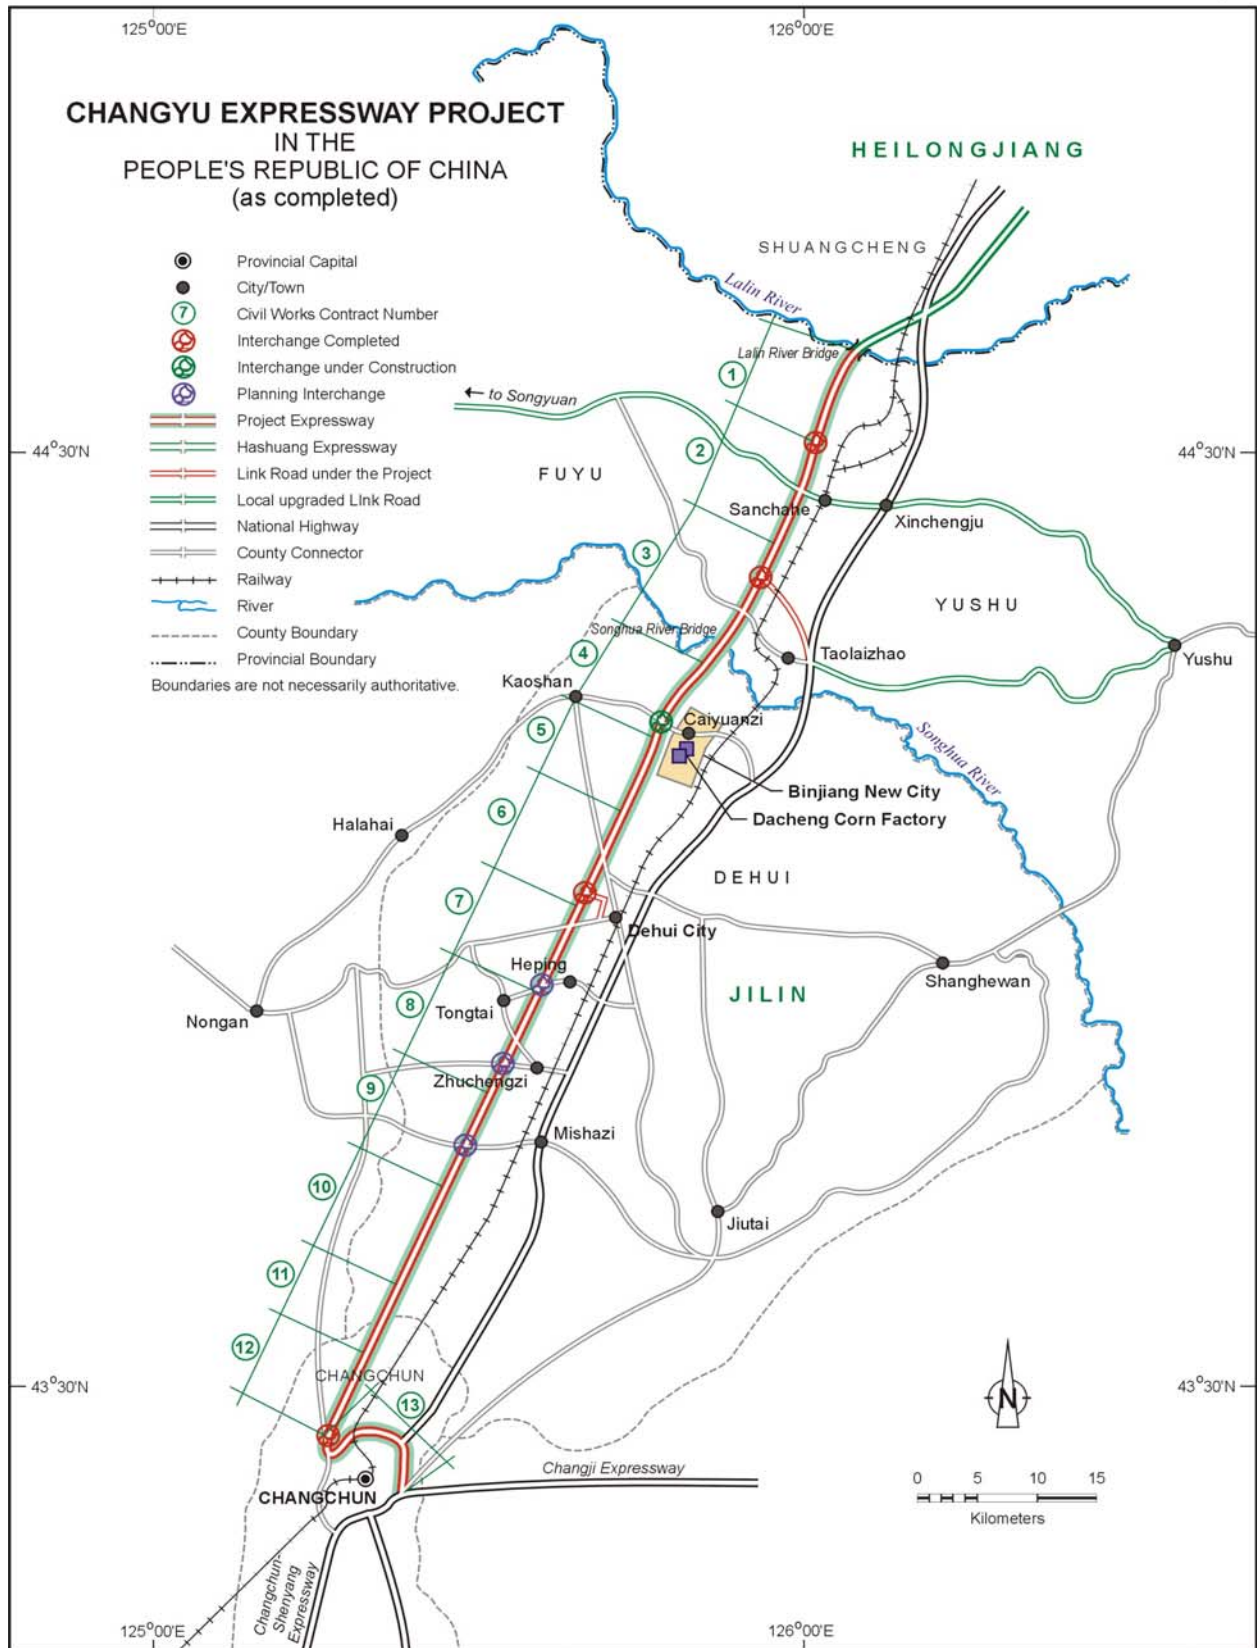 125°00'E
126°00'E
CHANGYU EXPRESSWAY PROJECT
IN THE
PEOPLE'S REPUBLIC OF CHINA
(as completed)
HEILONGJIANG
SHUANGCHENG
Provincial Capital
City/Town
7 Civil Works Contract Number
Interchange Completed
Interchange under Construction
Planning Interchange
Project Expressway
Hashuang Expressway
Link Road under the Project
Local upgraded LInk Road
National Highway
County Connector
Railway
River
County Boundary
Provincial Boundary
Boundaries are not necessarily authoritative.
Lalin River
Lalin River Bridge
1
to Songyuan
2
44°30'N
44°30'N
FUYU
Sanchahe
Xinchengju
3
YUSHU
Songhua River Bridge
4
Taolaizhao
Yushu
Kaoshan
5
Caiyuanzi
Songhua River
Binjiang New City
6
Dacheng Corn Factory
Halahai
DEHUI
7
Dehui City
Heping
Shanghewan
JILIN
8
Tongtai
Nongan
Zhuchengzi
9
Mishazi
10
Jiutai
11
12
CHANGCHUN
43°30'N
43°30'N
13
N
Changji Expressway
CHANGCHUN
0 5 10 15
Kilometers
Changchun-
Shenyang
Expressway
125°00'E
126°00'E